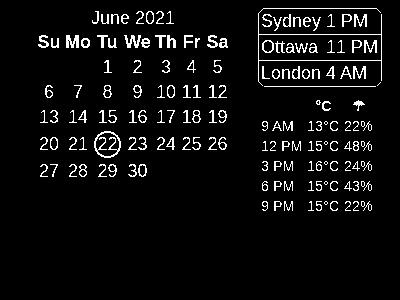 June 2021
Su Mo Tu We Th Fr Sa
1 2 3 4 5
6 7 8 9 10 11 12
13 14 15 16 17 18 19
20 21 22 23 24 25 26
27 28 29 30
Sydney 1 PM
Ottawa 11 PM
London 4 AM
°C ☂
9 AM 13°C 22%
12 PM 15°C 48%
3 PM 16°C 24%
6 PM 15°C 43%
9 PM 15°C 22%